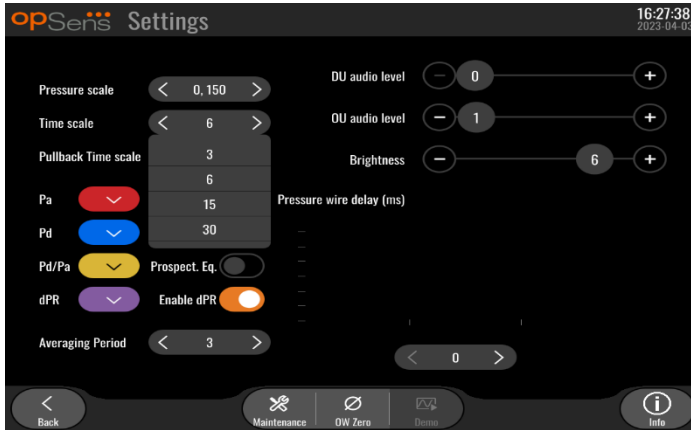 opSens Settings
16:27:38
2023-04-03
Pressure scale 0, 150
Time scale 6
Pullback Time scale
3
6
15
30
Pa
Pd
Pd/Pa Prospect. Eq.
dPR Enable dPR
Averaging Period 3
DU audio level 0
OU audio level 1
Brightness 6
Pressure wire delay (ms)
0
Back
Maintenance
OW Zero
Demo
Info